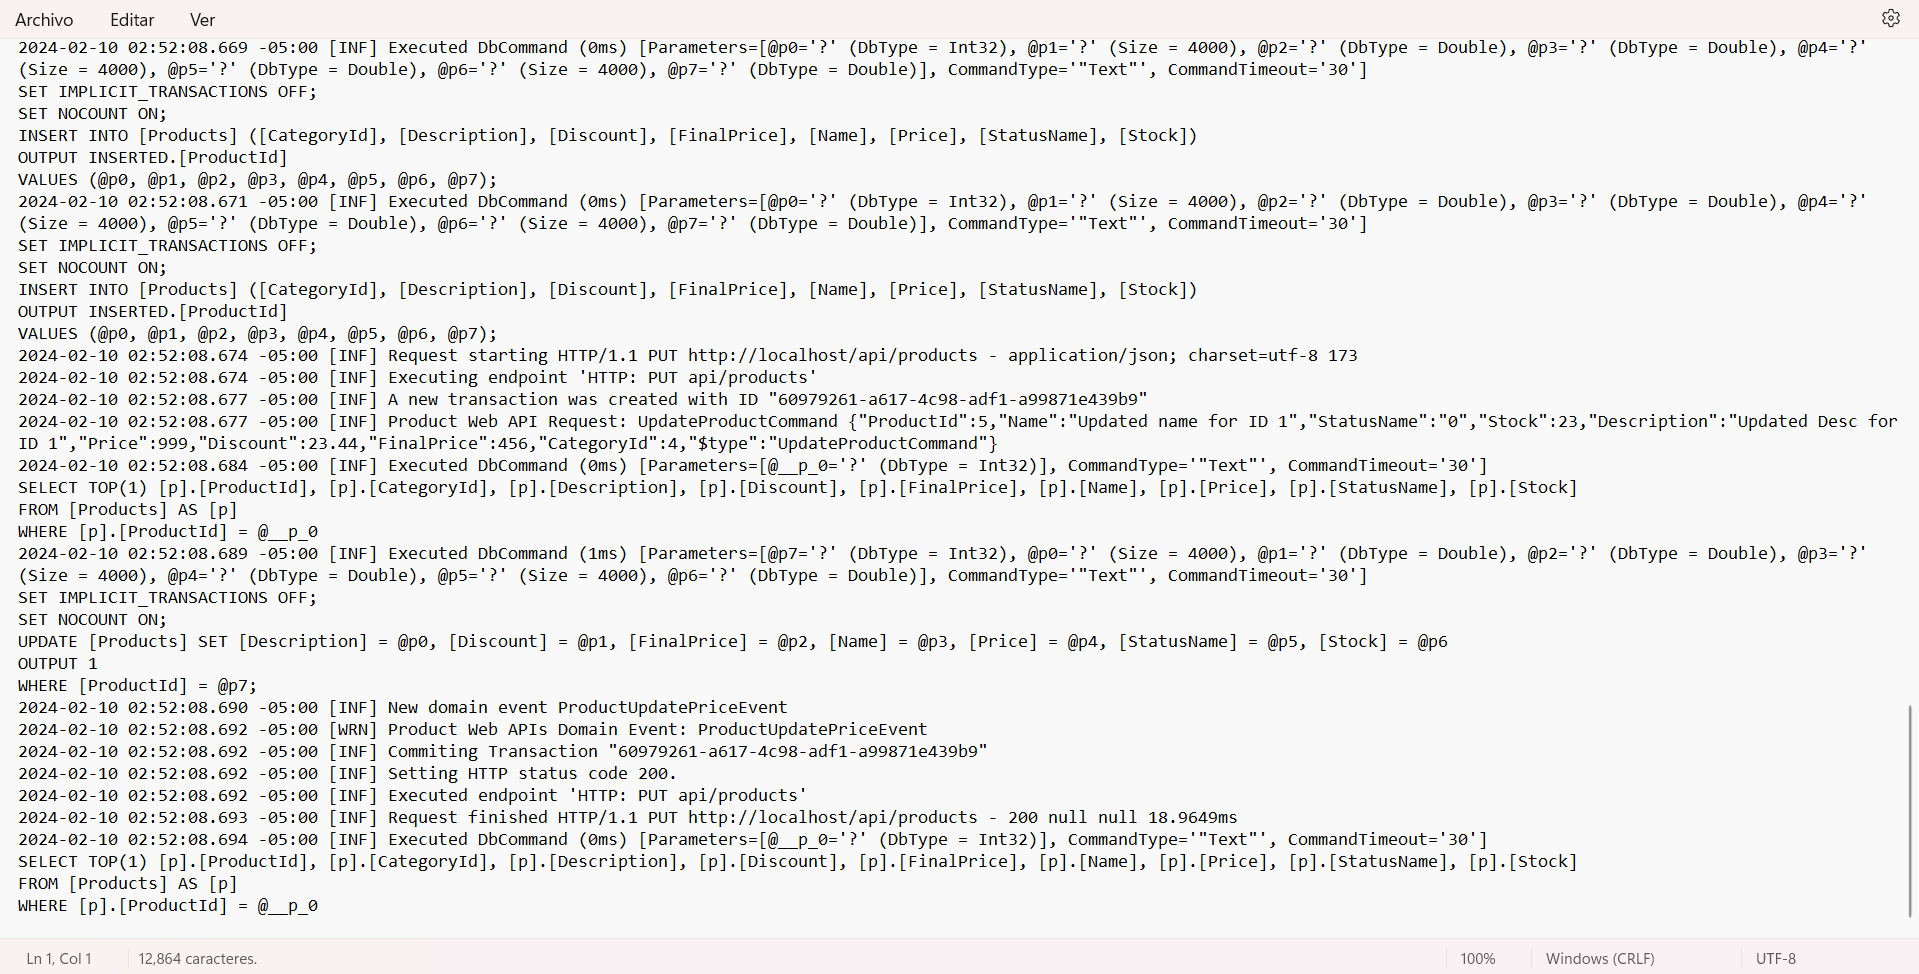 Archivo Editar Ver
2024-02-10 02:52:08.669 -05:00 [INF] Executed DbCommand (0ms) [Parameters=[@p0='?' (DbType = Int32), @p1='?' (Size = 4000), @p2='?' (DbType = Double), @p3='?' (DbType = Double), @p4='?'
(Size = 4000), @p5='?' (DbType = Double), @p6='?' (Size = 4000), @p7='?' (DbType = Double)], CommandType='"Text"', CommandTimeout='30']
SET IMPLICIT_TRANSACTIONS OFF;
SET NOCOUNT ON;
INSERT INTO [Products] ([CategoryId], [Description], [Discount], [FinalPrice], [Name], [Price], [StatusName], [Stock])
OUTPUT INSERTED.[ProductId]
VALUES (@p0, @p1, @p2, @p3, @p4, @p5, @p6, @p7);
2024-02-10 02:52:08.671 -05:00 [INF] Executed DbCommand (0ms) [Parameters=[@p0='?' (DbType = Int32), @p1='?' (Size = 4000), @p2='?' (DbType = Double), @p3='?' (DbType = Double), @p4='?'
(Size = 4000), @p5='?' (DbType = Double), @p6='?' (Size = 4000), @p7='?' (DbType = Double)], CommandType='"Text"', CommandTimeout='30']
SET IMPLICIT_TRANSACTIONS OFF;
SET NOCOUNT ON;
INSERT INTO [Products] ([CategoryId], [Description], [Discount], [FinalPrice], [Name], [Price], [StatusName], [Stock])
OUTPUT INSERTED.[ProductId]
VALUES (@p0, @p1, @p2, @p3, @p4, @p5, @p6, @p7);
2024-02-10 02:52:08.674 -05:00 [INF] Request starting HTTP/1.1 PUT http://localhost/api/products - application/json; charset=utf-8 173
2024-02-10 02:52:08.674 -05:00 [INF] Executing endpoint 'HTTP: PUT api/products'
2024-02-10 02:52:08.677 -05:00 [INF] A new transaction was created with ID "60979261-a617-4c98-adf1-a99871e439b9"
2024-02-10 02:52:08.677 -05:00 [INF] Product Web API Request: UpdateProductCommand {"ProductId":5,"Name":"Updated name for ID 1","StatusName":"0","Stock":23,"Description":"Updated Desc for
ID 1","Price":999,"Discount":23.44,"FinalPrice":456,"CategoryId":4,"$type":"UpdateProductCommand"}
2024-02-10 02:52:08.684 -05:00 [INF] Executed DbCommand (0ms) [Parameters=[@__p_0='?' (DbType = Int32)], CommandType='"Text"', CommandTimeout='30']
SELECT TOP(1) [p].[ProductId], [p].[CategoryId], [p].[Description], [p].[Discount], [p].[FinalPrice], [p].[Name], [p].[Price], [p].[StatusName], [p].[Stock]
FROM [Products] AS [p]
WHERE [p].[ProductId] = @__p_0
2024-02-10 02:52:08.689 -05:00 [INF] Executed DbCommand (1ms) [Parameters=[@p7='?' (DbType = Int32), @p0='?' (Size = 4000), @p1='?' (DbType = Double), @p2='?' (DbType = Double), @p3='?'
(Size = 4000), @p4='?' (DbType = Double), @p5='?' (Size = 4000), @p6='?' (DbType = Double)], CommandType='"Text"', CommandTimeout='30']
SET IMPLICIT_TRANSACTIONS OFF;
SET NOCOUNT ON;
UPDATE [Products] SET [Description] = @p0, [Discount] = @p1, [FinalPrice] = @p2, [Name] = @p3, [Price] = @p4, [StatusName] = @p5, [Stock] = @p6
OUTPUT 1
WHERE [ProductId] = @p7;
2024-02-10 02:52:08.690 -05:00 [INF] New domain event ProductUpdatePriceEvent
2024-02-10 02:52:08.692 -05:00 [WRN] Product Web APIs Domain Event: ProductUpdatePriceEvent
2024-02-10 02:52:08.692 -05:00 [INF] Commiting Transaction "60979261-a617-4c98-adf1-a99871e439b9"
2024-02-10 02:52:08.692 -05:00 [INF] Setting HTTP status code 200.
2024-02-10 02:52:08.692 -05:00 [INF] Executed endpoint 'HTTP: PUT api/products'
2024-02-10 02:52:08.693 -05:00 [INF] Request finished HTTP/1.1 PUT http://localhost/api/products - 200 null null 18.9649ms
2024-02-10 02:52:08.694 -05:00 [INF] Executed DbCommand (0ms) [Parameters=[@__p_0='?' (DbType = Int32)], CommandType='"Text"', CommandTimeout='30']
SELECT TOP(1) [p].[ProductId], [p].[CategoryId], [p].[Description], [p].[Discount], [p].[FinalPrice], [p].[Name], [p].[Price], [p].[StatusName], [p].[Stock]
FROM [Products] AS [p]
WHERE [p].[ProductId] = @__p_0
Ln 1, Col 1 12,864 caracteres. 100% Windows (CRLF) UTF-8